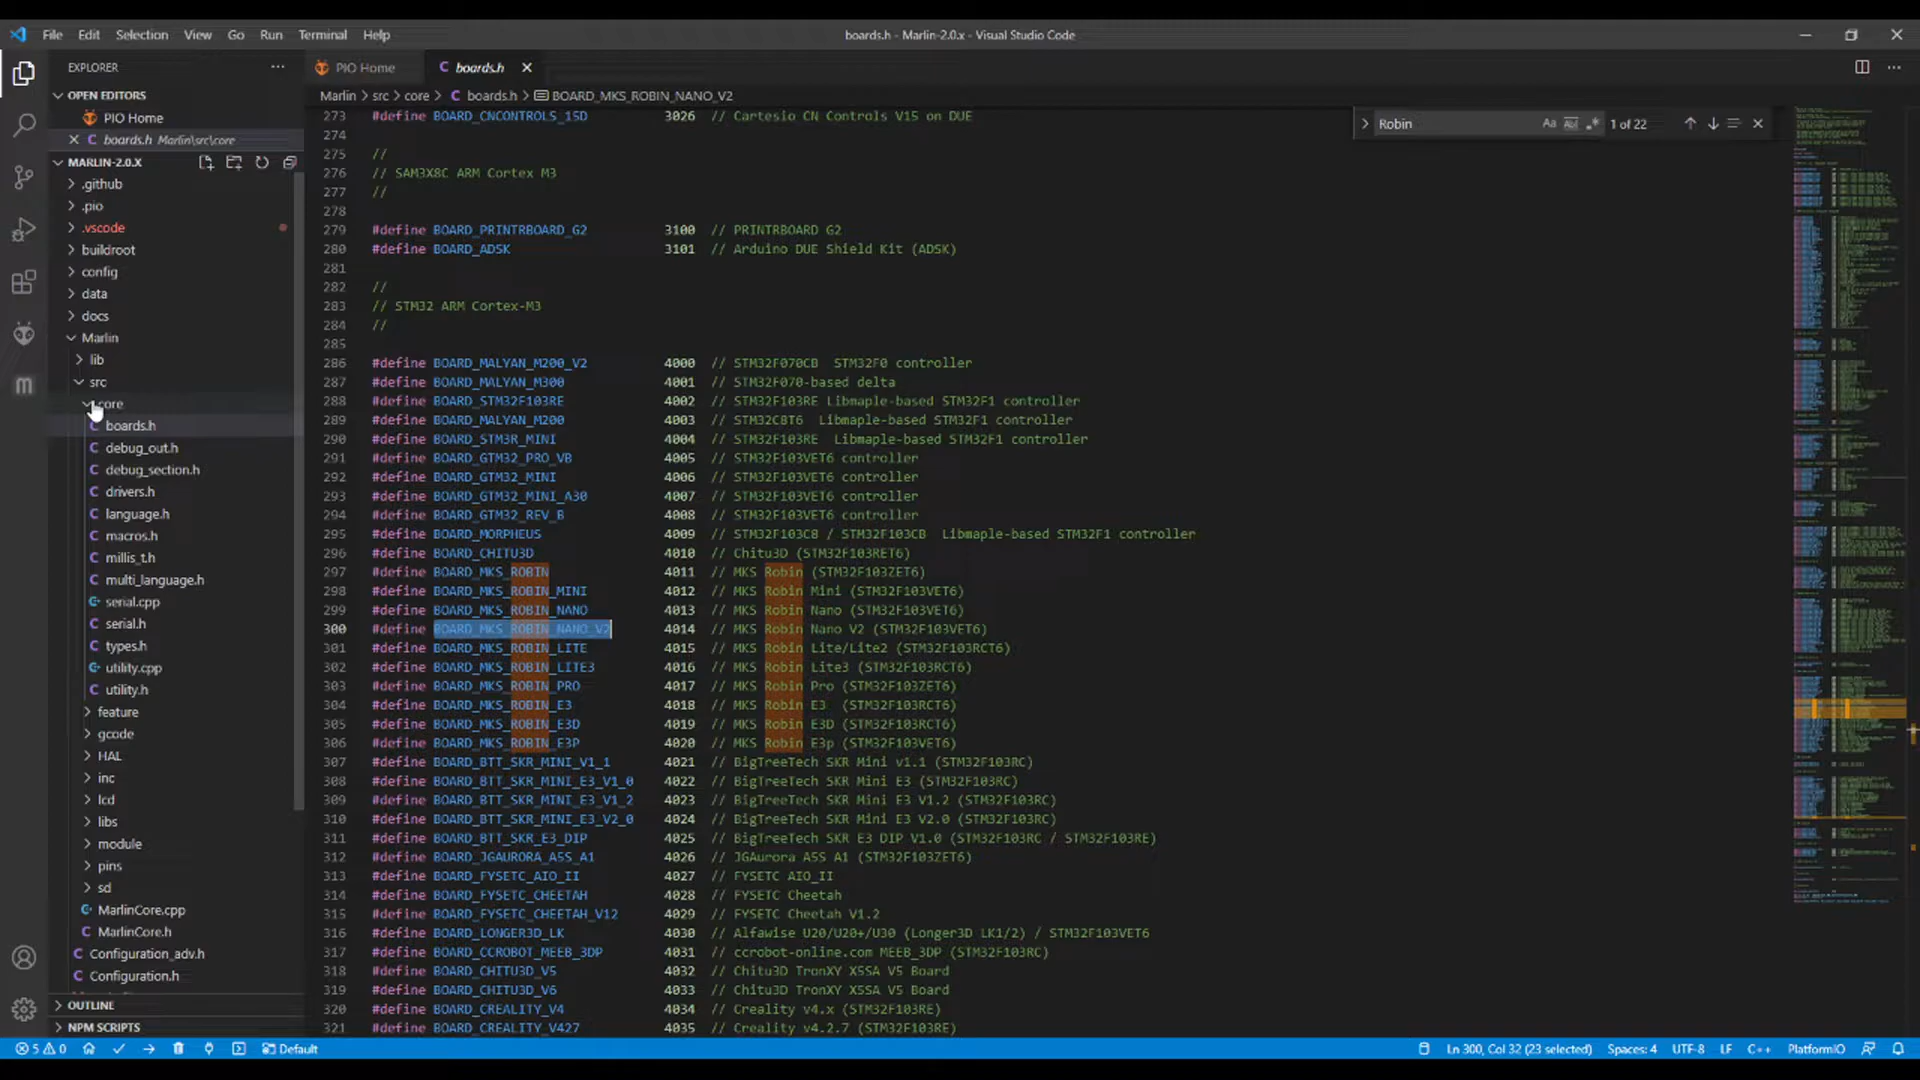 File Edit Selection View Go Run Terminal Help
boards.h - Marlin-2.0.x - Visual Studio Code
EXPLORER
PIO Home
boards.h
OPEN EDITORS
PIO Home
boards.h Marlin\src\core
MARLIN-2.0.X
.github
.pio
.vscode
buildroot
config
data
docs
Marlin
lib
src
core
boards.h
debug_out.h
debug_section.h
drivers.h
language.h
macros.h
millis_t.h
multi_language.h
serial.cpp
serial.h
types.h
utility.cpp
utility.h
feature
gcode
HAL
inc
lcd
libs
module
pins
sd
MarlinCore.cpp
MarlinCore.h
Configuration_adv.h
Configuration.h
OUTLINE
NPM SCRIPTS
Marlin > src > core > boards.h > BOARD_MKS_ROBIN_NANO_V2
Robin
Aa
1 of 22
273 #define BOARD_CNCONTROLS_15D 3026 // Cartesio CN Controls V15 on DUE
274
275 //
276 // SAM3X8C ARM Cortex M3
277 //
278
279 #define BOARD_PRINTRBOARD_G2 3100 // PRINTRBOARD G2
280 #define BOARD_ADSK 3101 // Arduino DUE Shield Kit (ADSK)
281
282 //
283 // STM32 ARM Cortex-M3
284 //
285
286 #define BOARD_MALYAN_M200_V2 4000 // STM32F070CB STM32F0 controller
287 #define BOARD_MALYAN_M300 4001 // STM32F070-based delta
288 #define BOARD_STM32F103RE 4002 // STM32F103RE Libmaple-based STM32F1 controller
289 #define BOARD_MALYAN_M200 4003 // STM32C8T6 Libmaple-based STM32F1 controller
290 #define BOARD_STM3R_MINI 4004 // STM32F103RE Libmaple-based STM32F1 controller
291 #define BOARD_GTM32_PRO_VB 4005 // STM32F103VET6 controller
292 #define BOARD_GTM32_MINI 4006 // STM32F103VET6 controller
293 #define BOARD_GTM32_MINI_A30 4007 // STM32F103VET6 controller
294 #define BOARD_GTM32_REV_B 4008 // STM32F103VET6 controller
295 #define BOARD_MORPHEUS 4009 // STM32F103C8 / STM32F103CB Libmaple-based STM32F1 controller
296 #define BOARD_CHITU3D 4010 // Chitu3D (STM32F103RET6)
297 #define BOARD_MKS_ROBIN 4011 // MKS Robin (STM32F103ZET6)
298 #define BOARD_MKS_ROBIN_MINI 4012 // MKS Robin Mini (STM32F103VET6)
299 #define BOARD_MKS_ROBIN_NANO 4013 // MKS Robin Nano (STM32F103VET6)
300 #define BOARD_MKS_ROBIN_NANO_V2 4014 // MKS Robin Nano V2 (STM32F103VET6)
301 #define BOARD_MKS_ROBIN_LITE 4015 // MKS Robin Lite/Lite2 (STM32F103RCT6)
302 #define BOARD_MKS_ROBIN_LITE3 4016 // MKS Robin Lite3 (STM32F103RCT6)
303 #define BOARD_MKS_ROBIN_PRO 4017 // MKS Robin Pro (STM32F103ZET6)
304 #define BOARD_MKS_ROBIN_E3 4018 // MKS Robin E3 (STM32F103RCT6)
305 #define BOARD_MKS_ROBIN_E3D 4019 // MKS Robin E3D (STM32F103RCT6)
306 #define BOARD_MKS_ROBIN_E3P 4020 // MKS Robin E3p (STM32F103VET6)
307 #define BOARD_BTT_SKR_MINI_V1_1 4021 // BigTreeTech SKR Mini v1.1 (STM32F103RC)
308 #define BOARD_BTT_SKR_MINI_E3_V1_0 4022 // BigTreeTech SKR Mini E3 (STM32F103RC)
309 #define BOARD_BTT_SKR_MINI_E3_V1_2 4023 // BigTreeTech SKR Mini E3 V1.2 (STM32F103RC)
310 #define BOARD_BTT_SKR_MINI_E3_V2_0 4024 // BigTreeTech SKR Mini E3 V2.0 (STM32F103RC)
311 #define BOARD_BTT_SKR_E3_DIP 4025 // BigTreeTech SKR E3 DIP V1.0 (STM32F103RC / STM32F103RE)
312 #define BOARD_JGAURORA_A5S_A1 4026 // JGAurora A5S A1 (STM32F103ZET6)
313 #define BOARD_FYSETC_AIO_II 4027 // FYSETC AIO_II
314 #define BOARD_FYSETC_CHEETAH 4028 // FYSETC Cheetah
315 #define BOARD_FYSETC_CHEETAH_V12 4029 // FYSETC Cheetah V1.2
316 #define BOARD_LONGER3D_LK 4030 // Alfawise U20/U20+/U30 (Longer3D LK1/2) / STM32F103VET6
317 #define BOARD_CCROBOT_MEEB_3DP 4031 // ccrobot-online.com MEEB_3DP (STM32F103RC)
318 #define BOARD_CHITU3D_V5 4032 // Chitu3D TronXY X5SA V5 Board
319 #define BOARD_CHITU3D_V6 4033 // Chitu3D TronXY X5SA V5 Board
320 #define BOARD_CREALITY_V4 4034 // Creality v4.x (STM32F103RE)
321 #define BOARD_CREALITY_V427 4035 // Creality v4.2.7 (STM32F103RE)
5 0 Default
Ln 300, Col 32 (23 selected) Spaces: 4 UTF-8 LF C++ PlatformIO